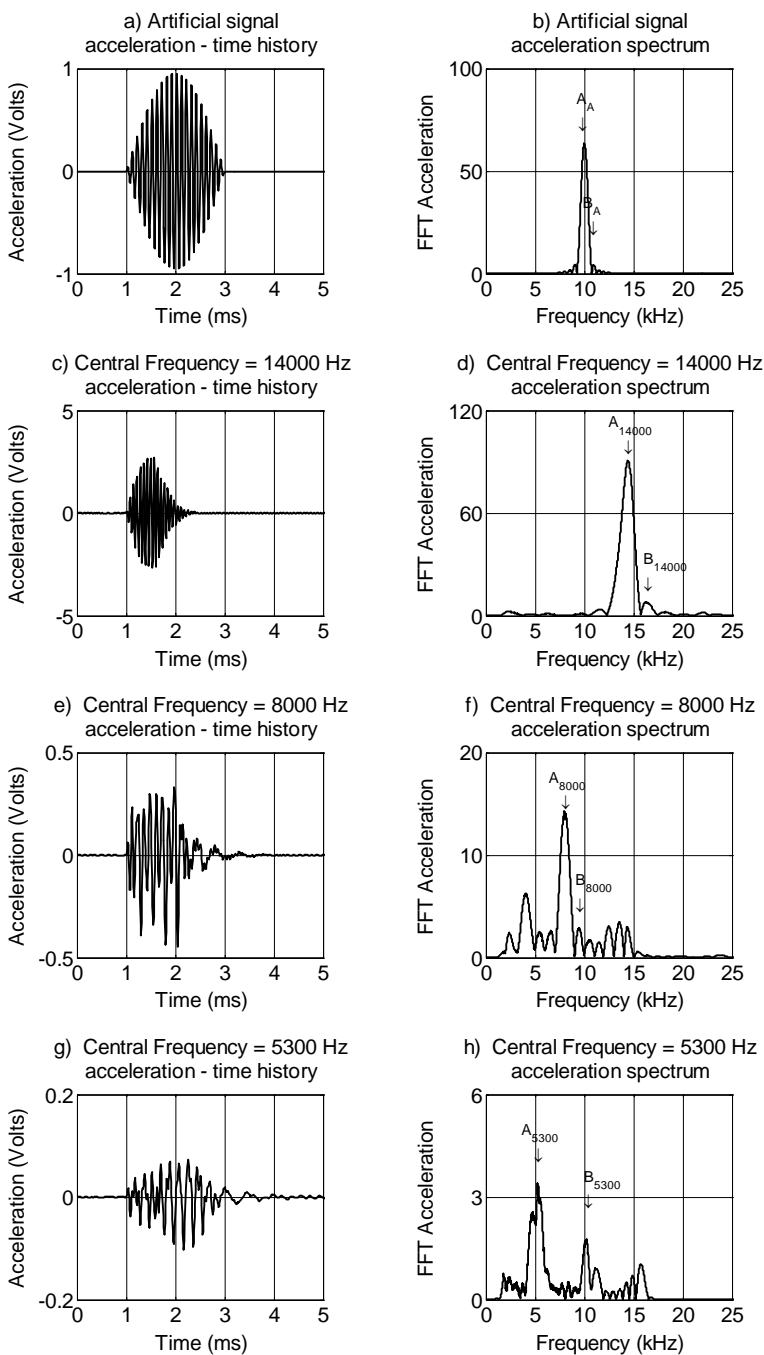 a) Artificial signal
acceleration - time history
1
0
-1
0 1 2 3 4 5
Time (ms)
Acceleration (Volts)
b) Artificial signal
acceleration spectrum
100
50
0
0 5 10 15 20 25
Frequency (kHz)
FFT Acceleration
A_A
↓
B_A
↓
c) Central Frequency = 14000 Hz
acceleration - time history
5
0
-5
0 1 2 3 4 5
Time (ms)
Acceleration (Volts)
d) Central Frequency = 14000 Hz
acceleration spectrum
120
60
0
0 5 10 15 20 25
Frequency (kHz)
FFT Acceleration
A_14000
↓
B_14000
↓
e) Central Frequency = 8000 Hz
acceleration - time history
0.5
0
-0.5
0 1 2 3 4 5
Time (ms)
Acceleration (Volts)
f) Central Frequency = 8000 Hz
acceleration spectrum
20
10
0
0 5 10 15 20 25
Frequency (kHz)
FFT Acceleration
A_8000
↓
B_8000
↓
g) Central Frequency = 5300 Hz
acceleration - time history
0.2
0
-0.2
0 1 2 3 4 5
Time (ms)
Acceleration (Volts)
h) Central Frequency = 5300 Hz
acceleration spectrum
6
3
0
0 5 10 15 20 25
Frequency (kHz)
FFT Acceleration
A_5300
↓
B_5300
↓